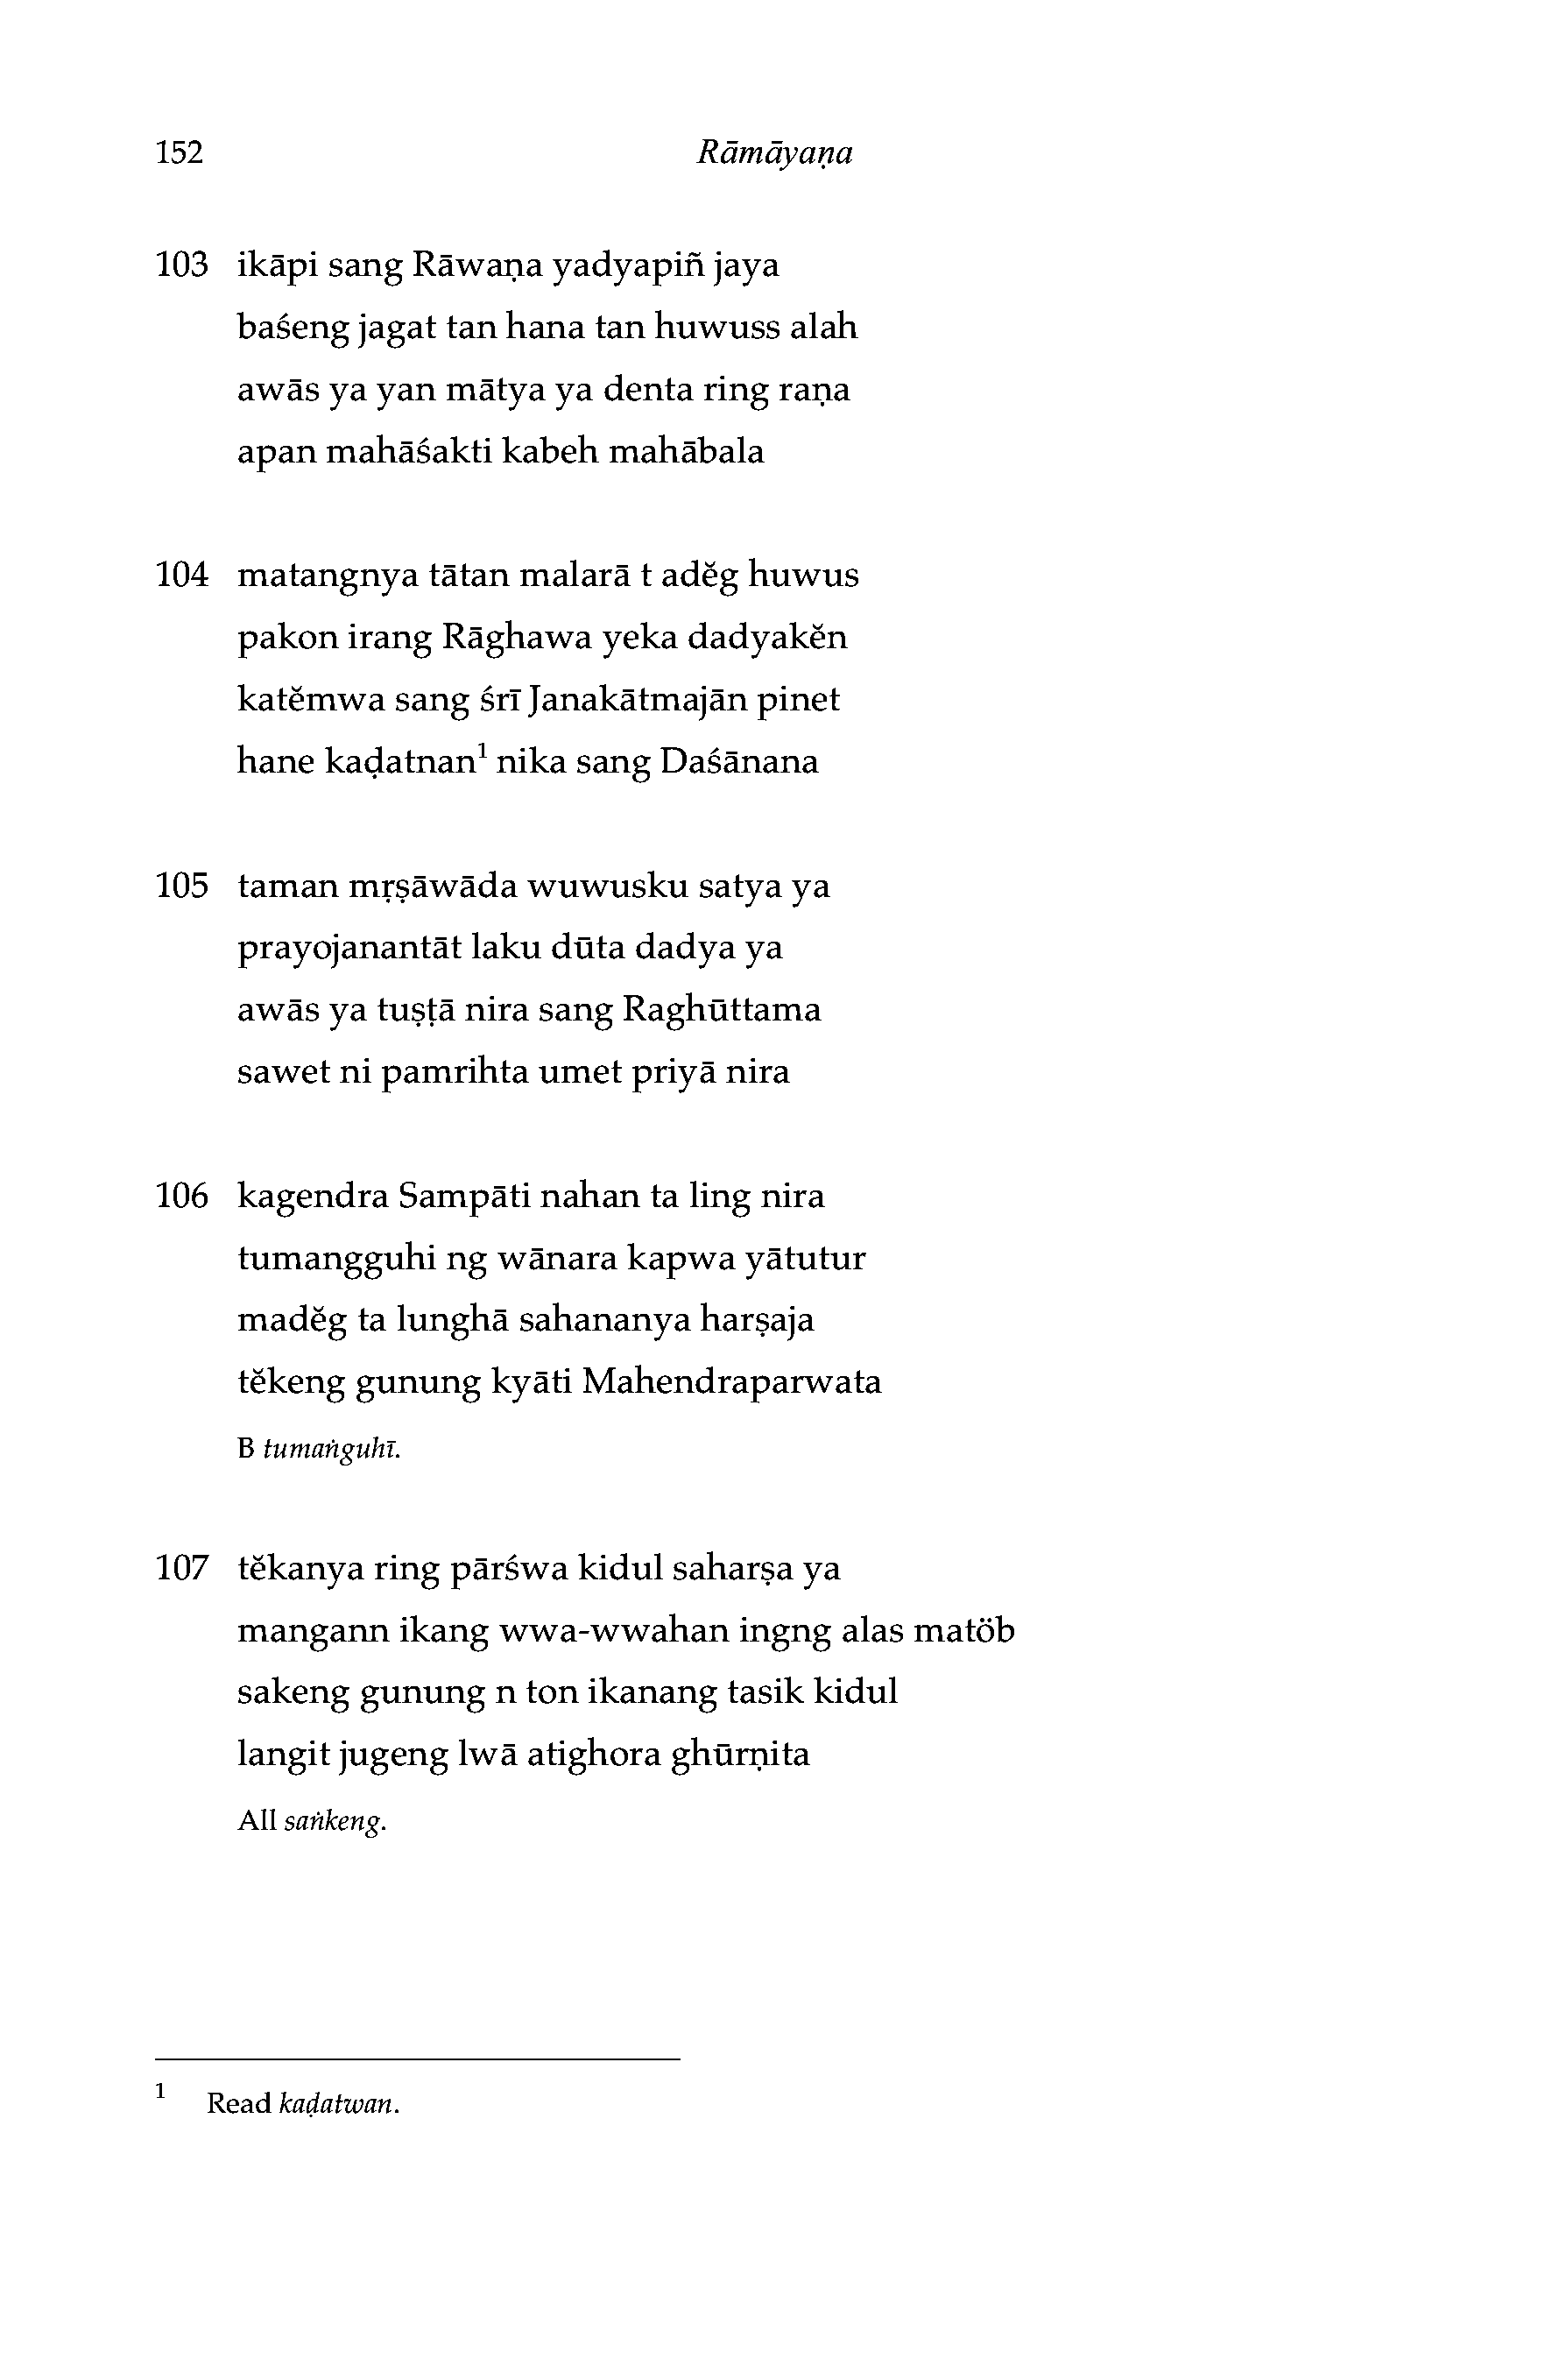 152 Rāmāyaṇa
103 ikāpi sang Rāwaṇa yadyapiñ jaya
baśeng jagat tan hana tan huwuss alah
awās ya yan mātya ya denta ring raṇa
apan mahāśakti kabeh mahābala
104 matangnya tātan malarā t adĕg huwus
pakon irang Rāghawa yeka dadyakĕn
katĕmwa sang śrī Janakātmajān pinet
hane kaḍatnan¹ nika sang Daśānana
105 taman mṛṣāwāda wuwusku satya ya
prayojanantāt laku dūta dadya ya
awās ya tuṣṭā nira sang Raghūttama
sawet ni pamrihta umet priyā nira
106 kagendra Sampāti nahan ta ling nira
tumangguhi ng wānara kapwa yātutur
madĕg ta lunghā sahananya harṣaja
tĕkeng gunung kyāti Mahendraparwata
B tumaṅguhī.
107 tĕkanya ring pārśwa kidul saharṣa ya
mangann ikang wwa-wwahan ingng alas matöb
sakeng gunung n ton ikanang tasik kidul
langit jugeng lwā atighora ghūrṇita
All saṅkeng.
1 Read kaḍatwan.